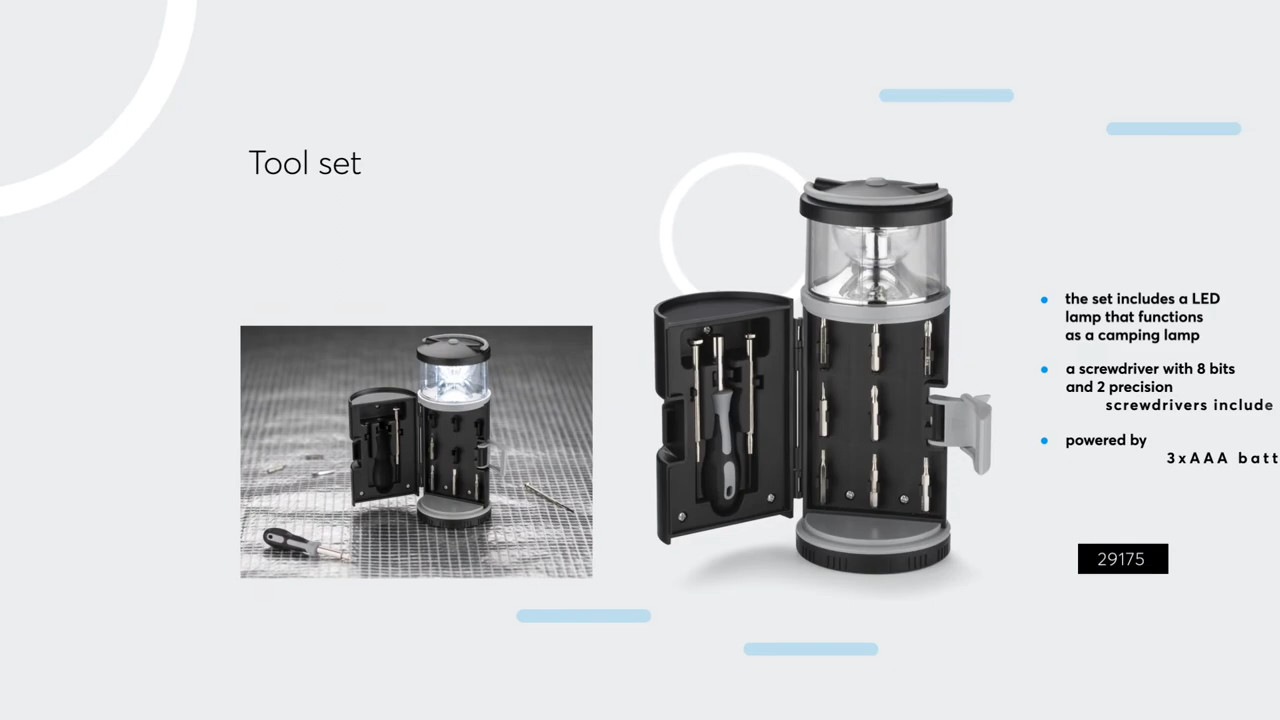 Tool set
the set includes a LED
lamp that functions
as a camping lamp
a screwdriver with 8 bits
and 2 precision
screwdrivers include
powered by
3xAAA batt
29175